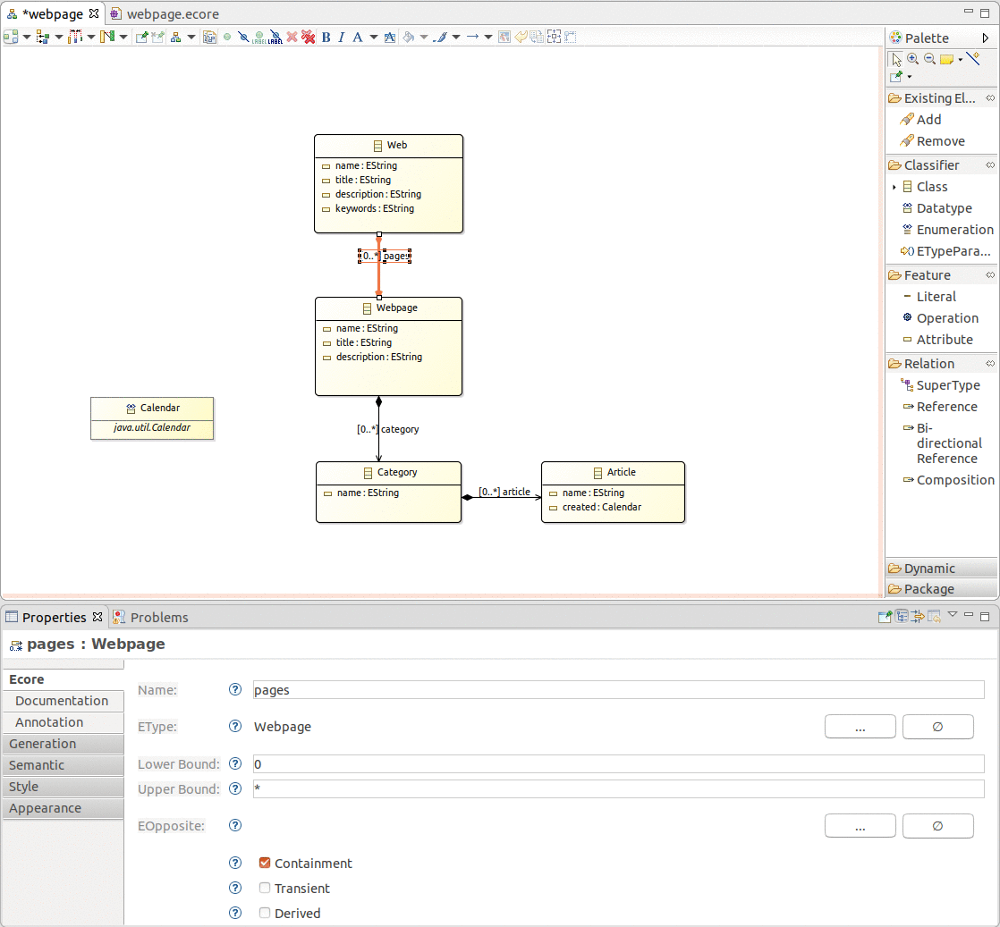 *webpage
webpage.ecore
LABEL LABEL B I A A
Palette
Existing El...
Add
Remove
Classifier
Class
Datatype
Enumeration
ETypePara...
Feature
Literal
Operation
Attribute
Relation
SuperType
Reference
Bi-
directional
Reference
Composition
Dynamic
Package
Web
name : EString
title : EString
description : EString
keywords : EString
[0..*] pages
Webpage
name : EString
title : EString
description : EString
Calendar
java.util.Calendar
[0..*] category
Category
name : EString
[0..*] article
Article
name : EString
created : Calendar
Properties
Problems
pages : Webpage
Ecore
Documentation
Annotation
Generation
Semantic
Style
Appearance
Name: pages
EType: Webpage ... ∅
Lower Bound: 0
Upper Bound: *
EOpposite: ... ∅
Containment
Transient
Derived